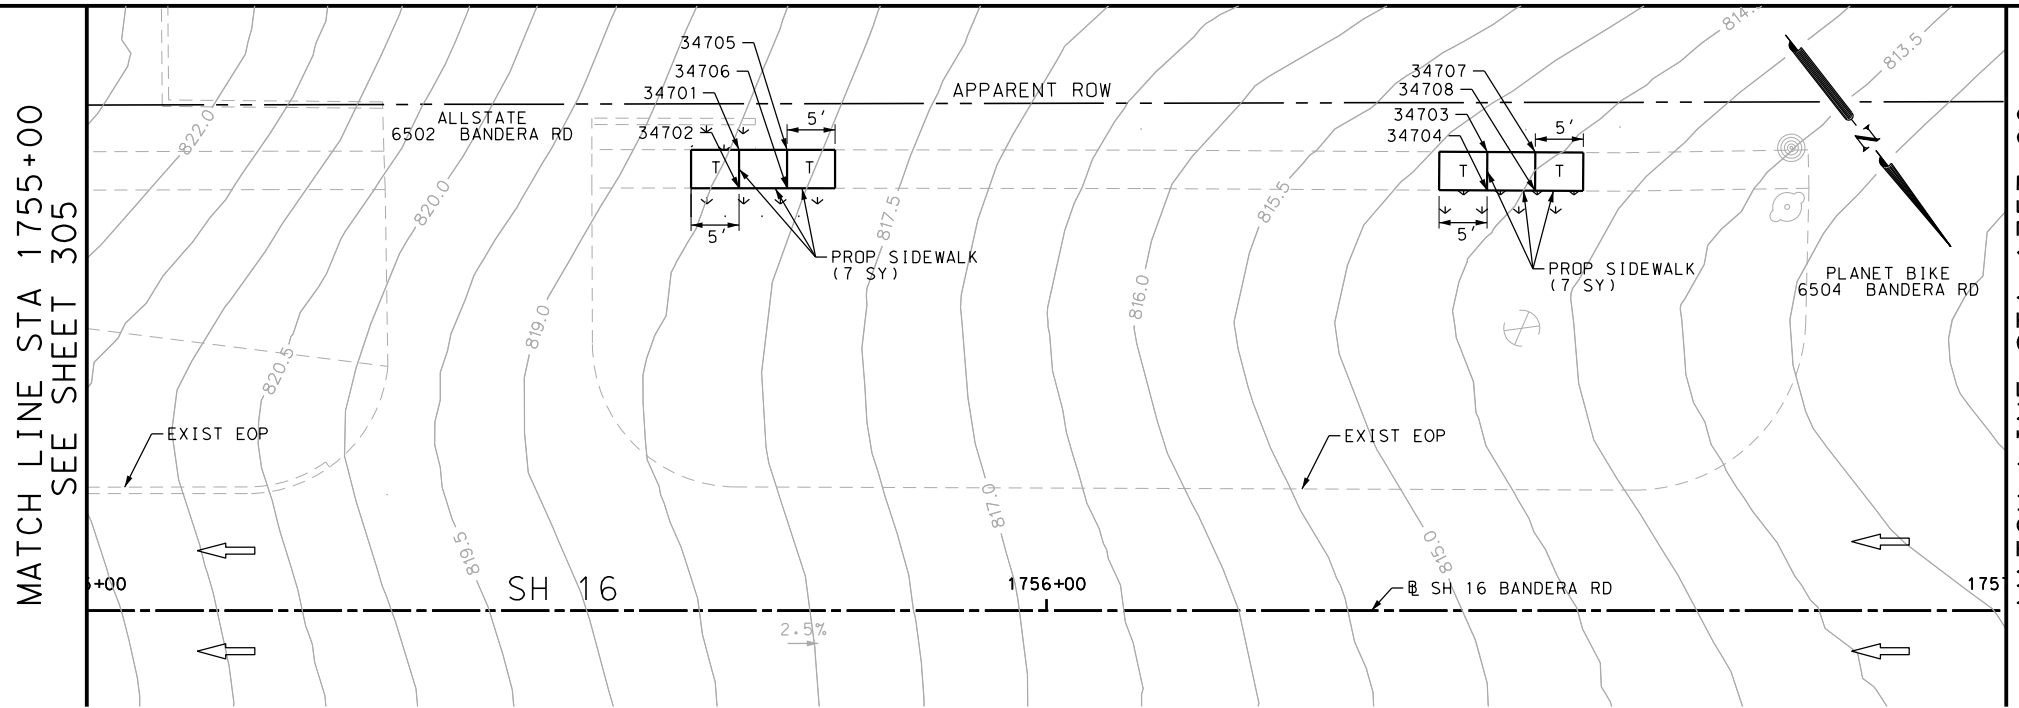 MATCH LINE STA 1755+00
SEE SHEET 305
34705
34706
34701
34702
5'
T
T
5'
PROP SIDEWALK
(7 SY)
ALLSTATE
6502 BANDERA RD
APPARENT ROW
34707
34708
34703
34704
5'
T
T
5'
PROP SIDEWALK
(7 SY)
PLANET BIKE
6504 BANDERA RD
N
822.0
820.0
820.5
819.0
819.5
817.5
817.0
816.0
815.5
815.0
813.5
EXIST EOP
EXIST EOP
SH 16
1756+00
SH 16 BANDERA RD
2.5%